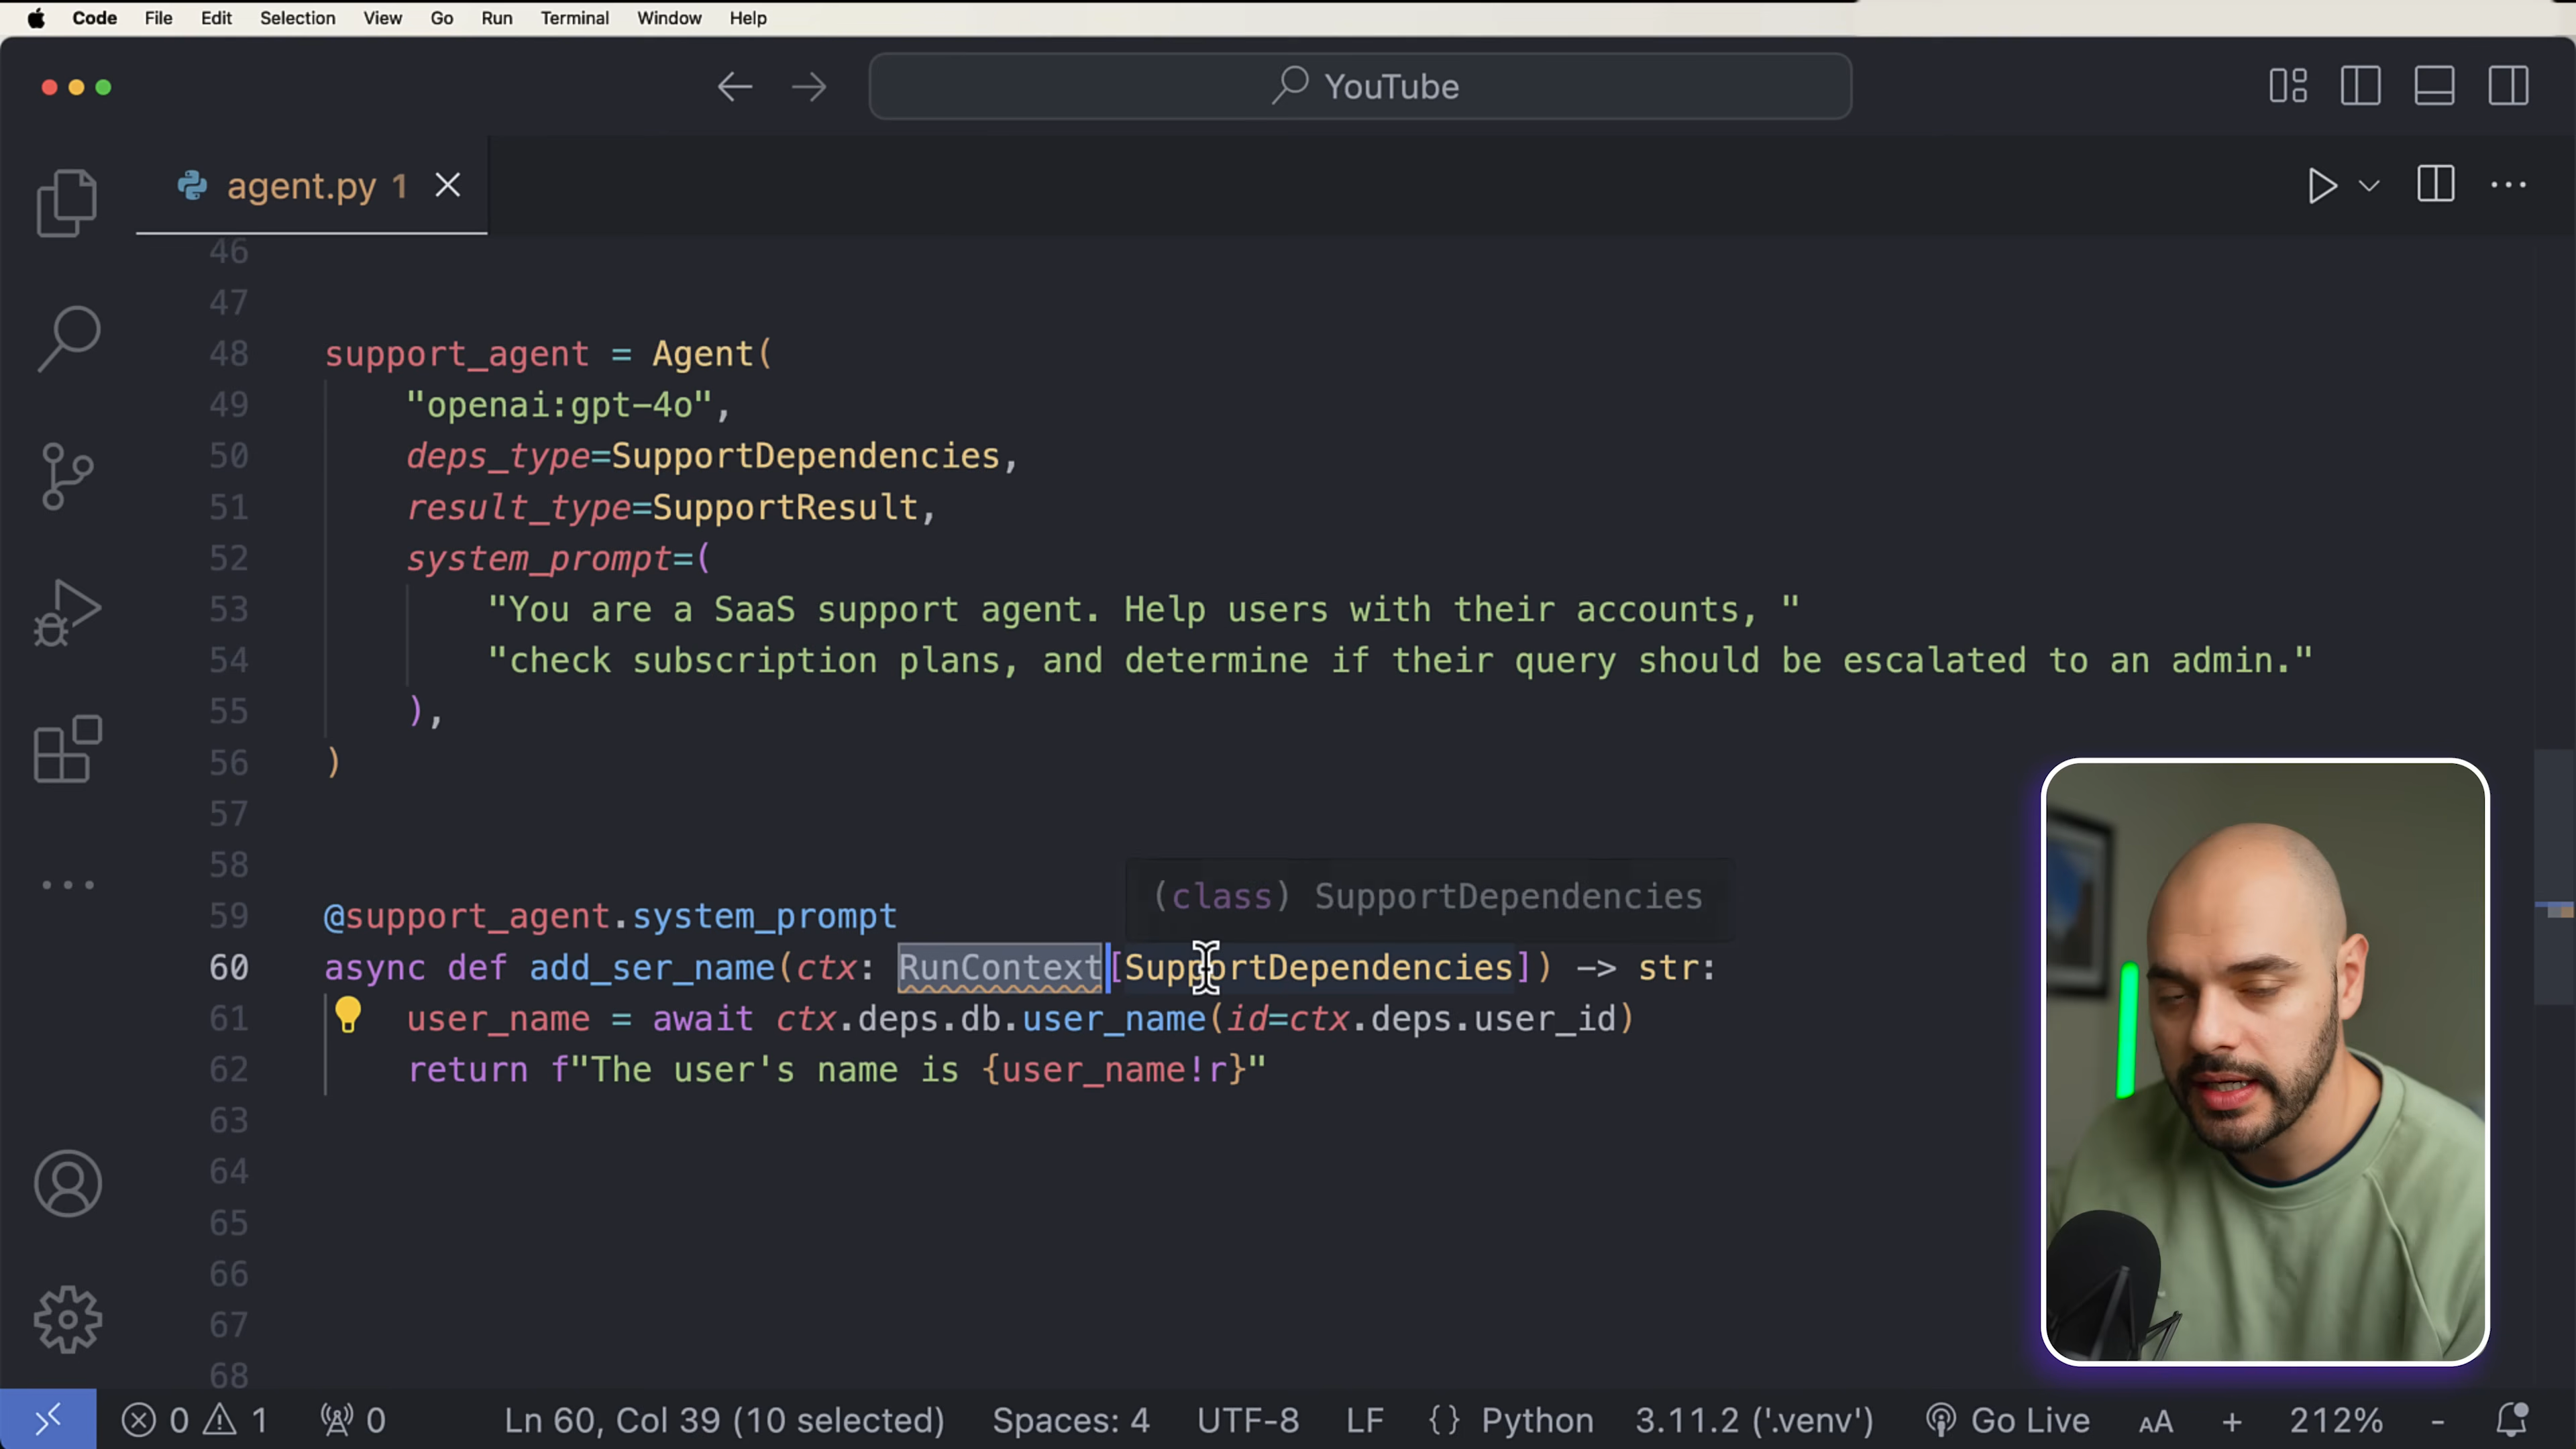 Code File Edit Selection View Go Run Terminal Window Help
YouTube
agent.py 1
46
47
48 support_agent = Agent(
49 "openai:gpt-4o",
50 deps_type=SupportDependencies,
51 result_type=SupportResult,
52 system_prompt=(
53 "You are a SaaS support agent. Help users with their accounts, "
54 "check subscription plans, and determine if their query should be escalated to an admin."
55 ),
56 )
57
58
(class) SupportDependencies
59 @support_agent.system_prompt
60 async def add_ser_name(ctx: RunContext[SupportDependencies]) -> str:
61 user_name = await ctx.deps.db.user_name(id=ctx.deps.user_id)
62 return f"The user's name is {user_name!r}"
63
64
65
66
67
68
0 1 0 Ln 60, Col 39 (10 selected) Spaces: 4 UTF-8 LF {} Python 3.11.2 ('.venv') Go Live AA + 212% -